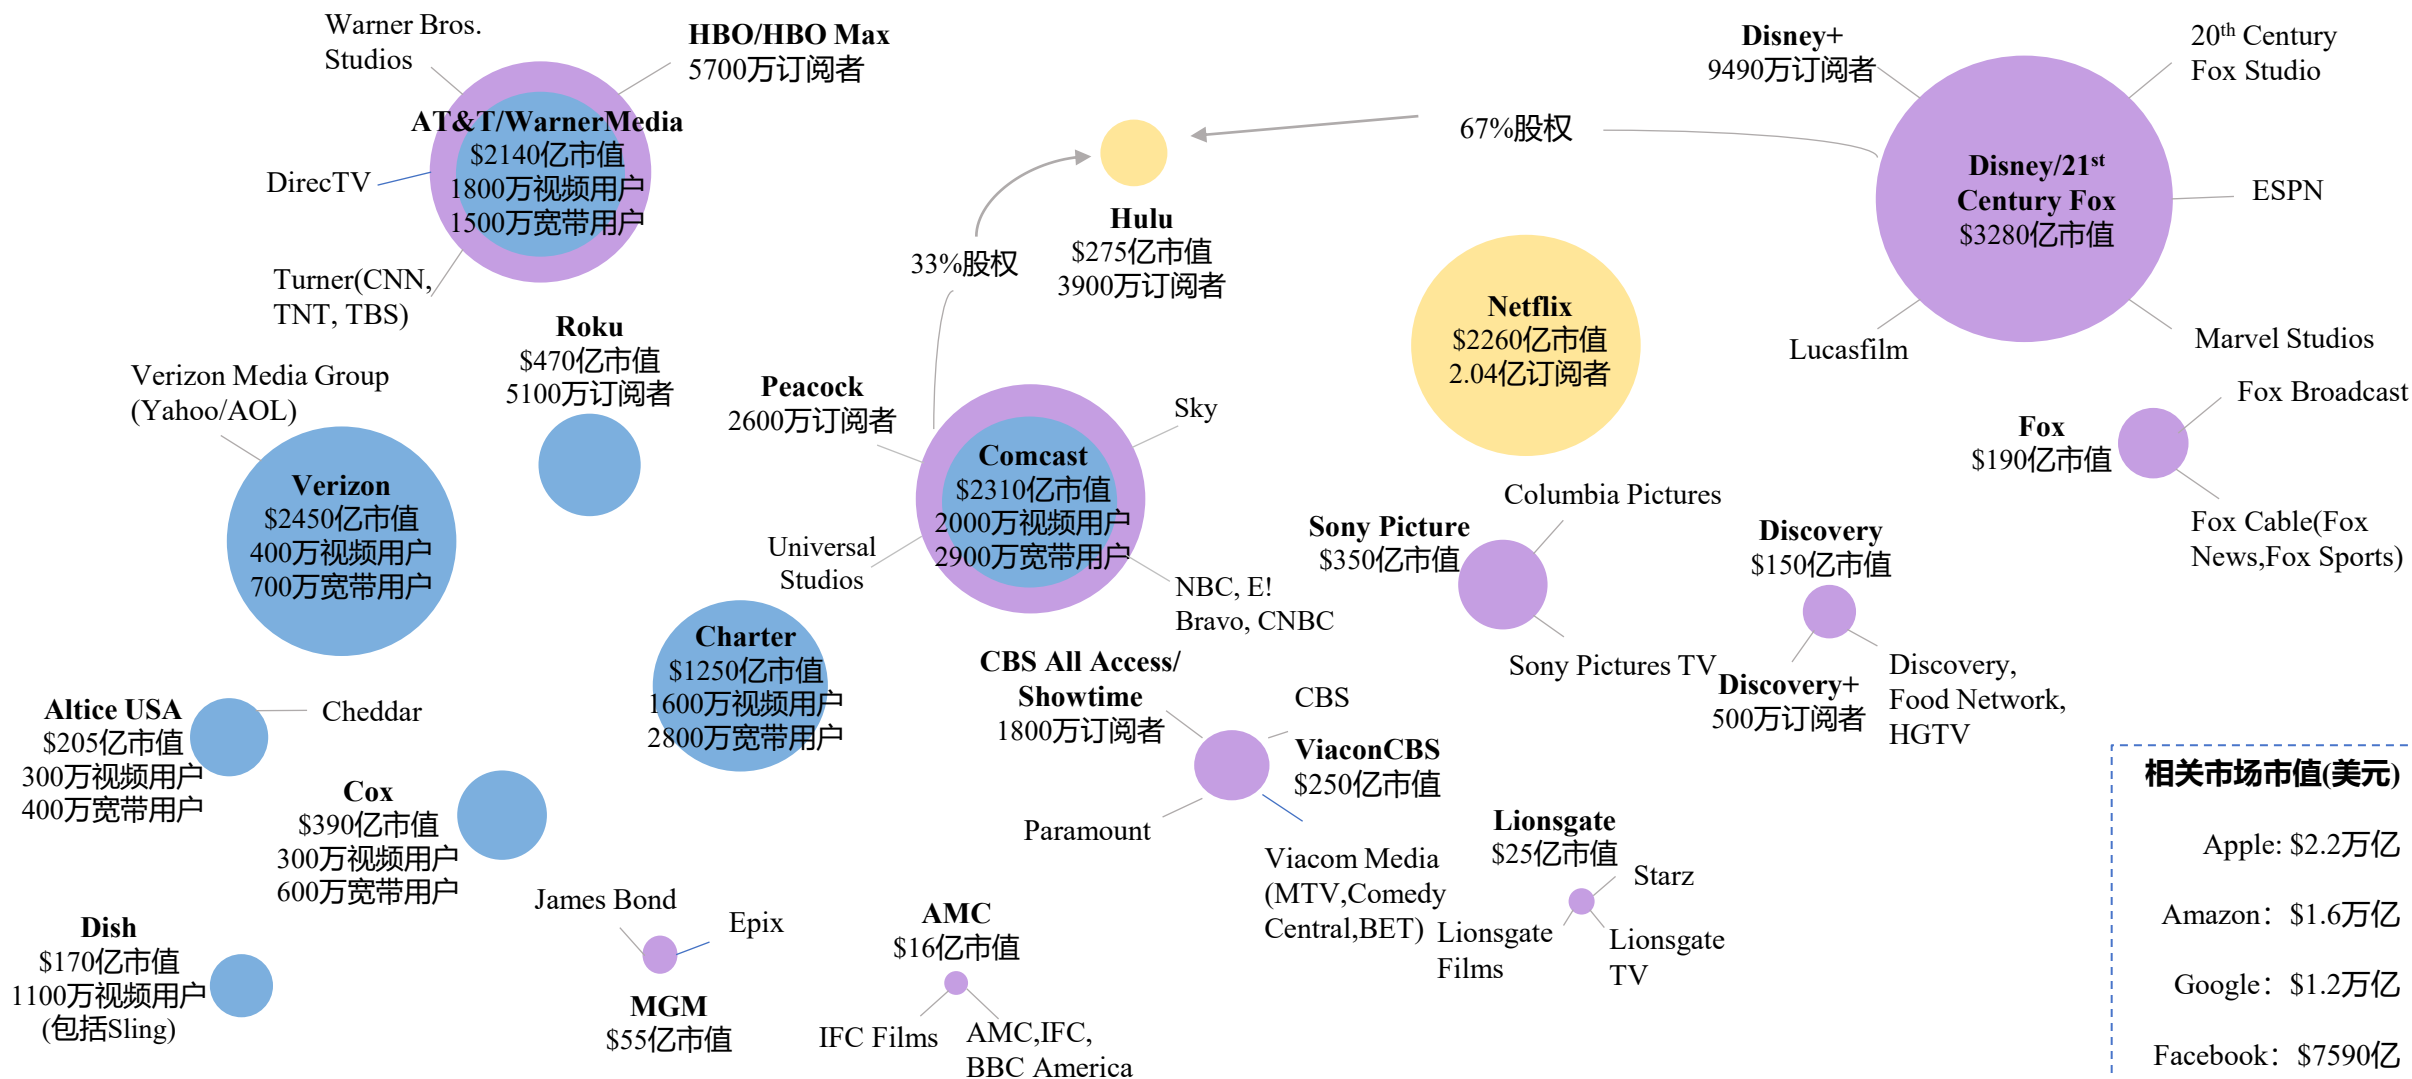 Warner Bros.
Studios
HBO/HBO Max
5700万订阅者
AT&T/WarnerMedia
$2140亿市值
1800万视频用户
1500万宽带用户
DirecTV
Turner(CNN,
TNT, TBS)
Disney+
9490万订阅者
20th Century
Fox Studio
67%股权
Disney/21st
Century Fox
$3280亿市值
ESPN
Lucasfilm
Marvel Studios
Hulu
$275亿市值
3900万订阅者
33%股权
Netflix
$2260亿市值
2.04亿订阅者
Roku
$470亿市值
5100万订阅者
Verizon Media Group
(Yahoo/AOL)
Verizon
$2450亿市值
400万视频用户
700万宽带用户
Peacock
2600万订阅者
Sky
Comcast
$2310亿市值
2000万视频用户
2900万宽带用户
Universal
Studios
NBC, E!
Bravo, CNBC
Fox Broadcast
Fox
$190亿市值
Fox Cable(Fox
News,Fox Sports)
Columbia Pictures
Sony Picture
$350亿市值
Sony Pictures TV
Discovery
$150亿市值
Discovery+
500万订阅者
Discovery,
Food Network,
HGTV
Charter
$1250亿市值
1600万视频用户
2800万宽带用户
CBS All Access/
Showtime
1800万订阅者
CBS
ViaconCBS
$250亿市值
Paramount
Viacom Media
(MTV,Comedy
Central,BET)
Altice USA
$205亿市值
300万视频用户
400万宽带用户
Cheddar
Cox
$390亿市值
300万视频用户
600万宽带用户
Dish
$170亿市值
1100万视频用户
(包括Sling)
James Bond
Epix
MGM
$55亿市值
AMC
$16亿市值
IFC Films
AMC,IFC,
BBC America
Lionsgate
$25亿市值
Starz
Lionsgate
Films
Lionsgate
TV
相关市场市值(美元)
Apple: $2.2万亿
Amazon：$1.6万亿
Google：$1.2万亿
Facebook：$7590亿